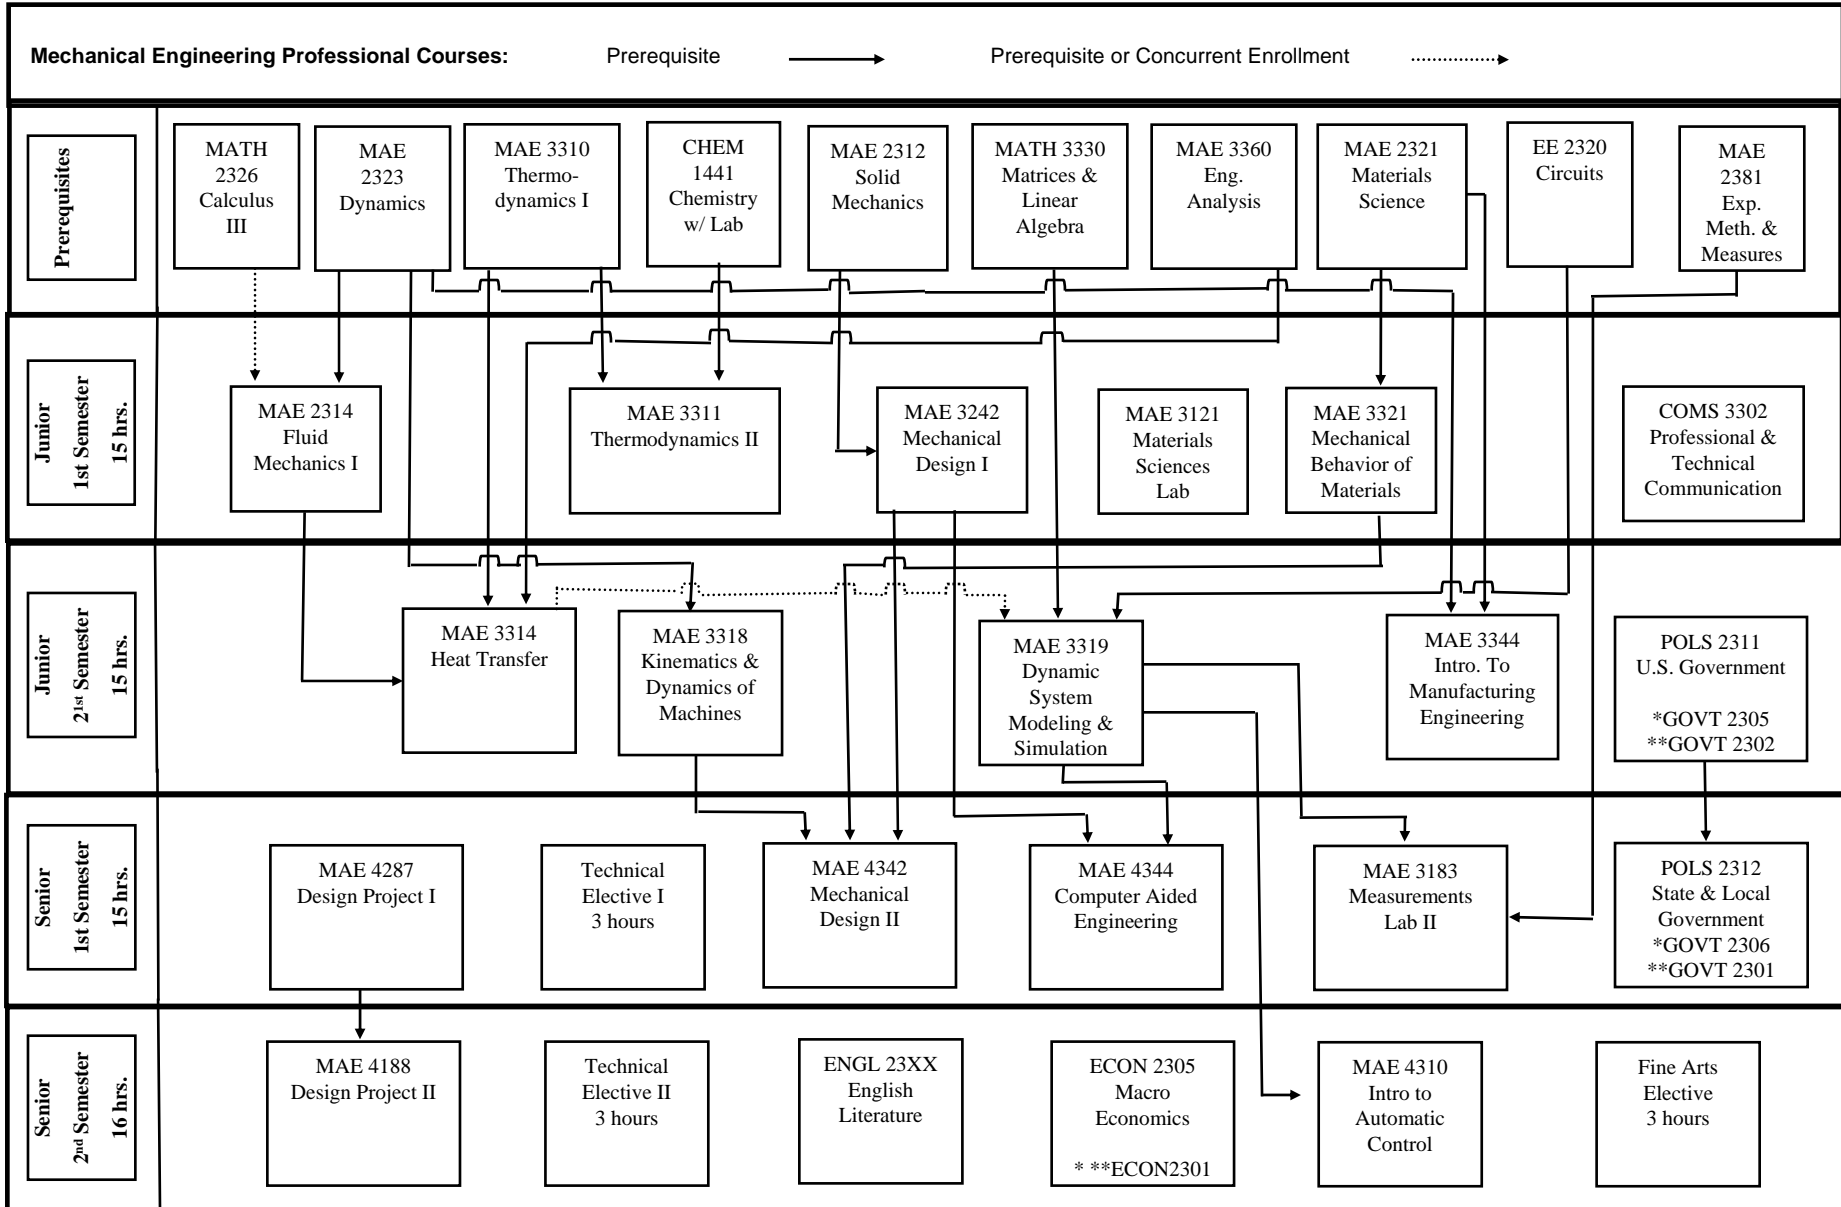 Mechanical Engineering Professional Courses: Prerequisite Prerequisite or Concurrent Enrollment
Prerequisites
MATH
2326
Calculus
III
MAE
2323
Dynamics
MAE 3310
Thermo-
dynamics I
CHEM
1441
Chemistry
w/ Lab
MAE 2312
Solid
Mechanics
MATH 3330
Matrices &
Linear
Algebra
MAE 3360
Eng.
Analysis
MAE 2321
Materials
Science
EE 2320
Circuits
MAE
2381
Exp.
Meth. &
Measures
Junior
1st Semester
15 hrs.
MAE 2314
Fluid
Mechanics I
MAE 3311
Thermodynamics II
MAE 3242
Mechanical
Design I
MAE 3121
Materials
Sciences
Lab
MAE 3321
Mechanical
Behavior of
Materials
COMS 3302
Professional &
Technical
Communication
Junior
21st Semester
15 hrs.
MAE 3314
Heat Transfer
MAE 3318
Kinematics &
Dynamics of
Machines
MAE 3319
Dynamic
System
Modeling &
Simulation
MAE 3344
Intro. To
Manufacturing
Engineering
POLS 2311
U.S. Government
*GOVT 2305
**GOVT 2302
Senior
1st Semester
15 hrs.
MAE 4287
Design Project I
Technical
Elective I
3 hours
MAE 4342
Mechanical
Design II
MAE 4344
Computer Aided
Engineering
MAE 3183
Measurements
Lab II
POLS 2312
State & Local
Government
*GOVT 2306
**GOVT 2301
Senior
2nd Semester
16 hrs.
MAE 4188
Design Project II
Technical
Elective II
3 hours
ENGL 23XX
English
Literature
ECON 2305
Macro
Economics
* **ECON2301
MAE 4310
Intro to
Automatic
Control
Fine Arts
Elective
3 hours